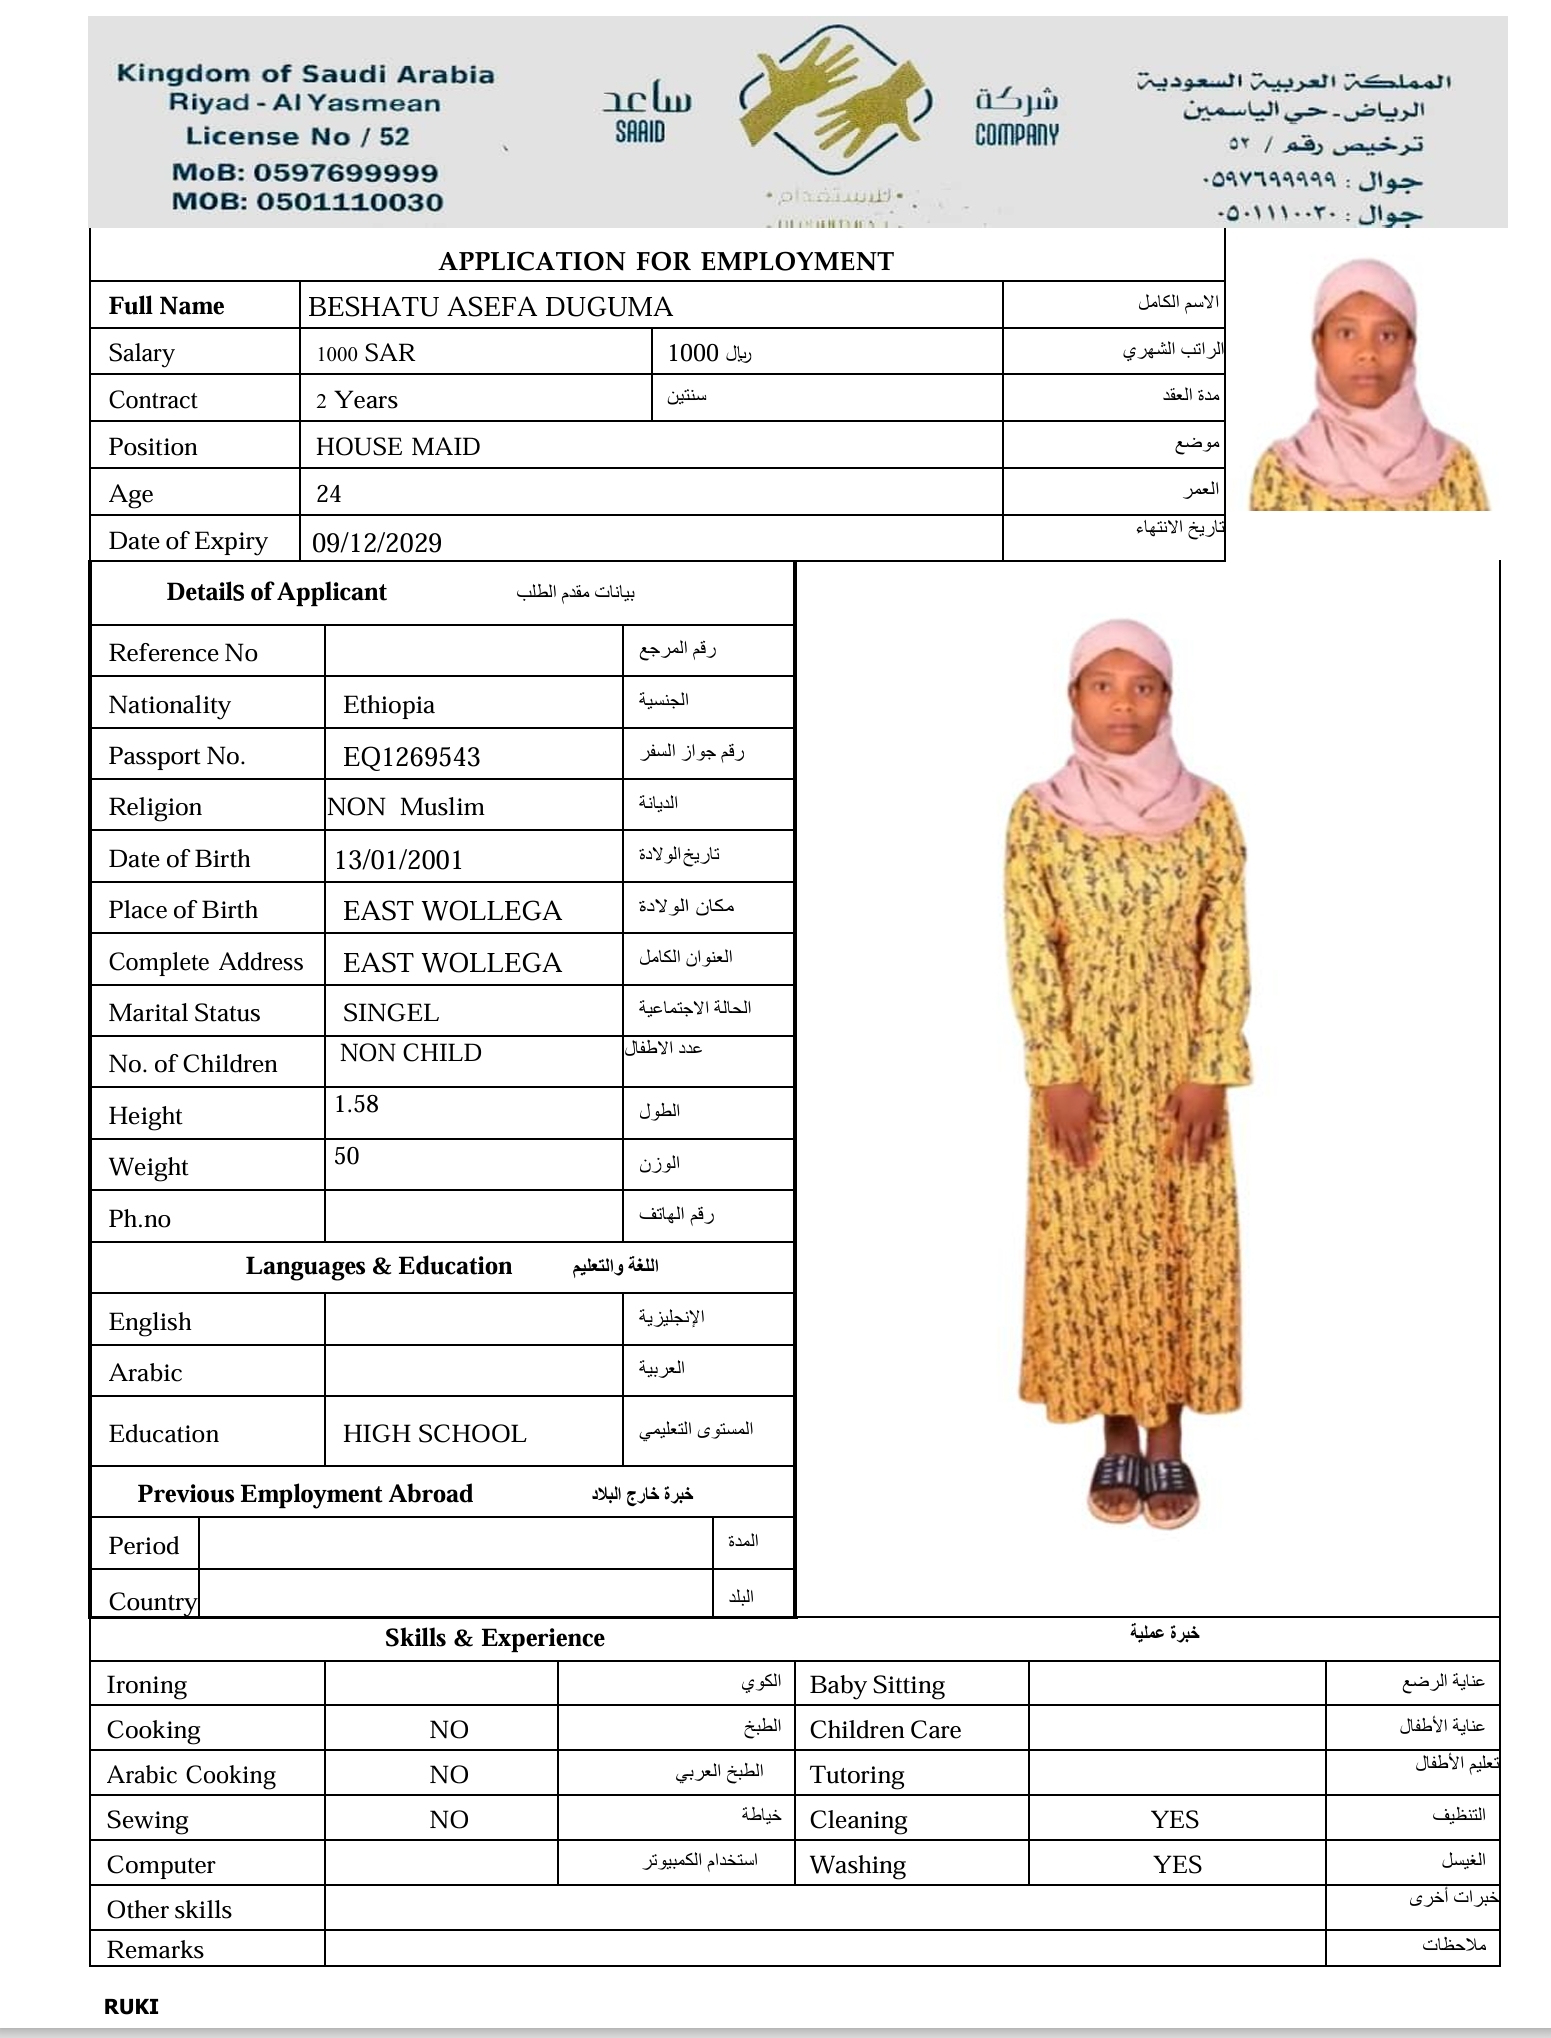 Kingdom of Saudi Arabia
Riyad - Al Yasmean
License No / 52
MoB: 0597699999
MOB: 0501110030
ساعد
SAAID
شركة
COMPANY
للاستقدام
المملكة العربية السعودية
الرياض - حي الياسمين
ترخيص رقم / ٥٢
جوال : ٠٥٩٧٦٩٩٩٩٩
جوال : ٠٥٠١١١٠٠٣٠
APPLICATION FOR EMPLOYMENT
Full Name BESHATU ASEFA DUGUMA الاسم الكامل
Salary 1000 SAR 1000 ريال الراتب الشهري
Contract 2 Years سنتين مدة العقد
Position HOUSE MAID موضع
Age 24 العمر
Date of Expiry 09/12/2029 تاريخ الانتهاء
Details of Applicant بيانات مقدم الطلب
Reference No رقم المرجع
Nationality Ethiopia الجنسية
Passport No. EQ1269543 رقم جواز السفر
Religion NON Muslim الديانة
Date of Birth 13/01/2001 تاريخ الولادة
Place of Birth EAST WOLLEGA مكان الولادة
Complete Address EAST WOLLEGA العنوان الكامل
Marital Status SINGEL الحالة الاجتماعية
No. of Children NON CHILD عدد الاطفال
Height 1.58 الطول
Weight 50 الوزن
Ph.no رقم الهاتف
Languages & Education اللغة والتعليم
English الإنجليزية
Arabic العربية
Education HIGH SCHOOL المستوى التعليمي
Previous Employment Abroad خبرة خارج البلاد
Period المدة
Country البلد
Skills & Experience خبرة عملية
Ironing الكوي Baby Sitting عناية الرضع
Cooking NO الطبخ Children Care عناية الأطفال
Arabic Cooking NO الطبخ العربي Tutoring تعليم الأطفال
Sewing NO خياطة Cleaning YES التنظيف
Computer استخدام الكمبيوتر Washing YES الغيسل
Other skills خبرات أخرى
Remarks ملاحظات
RUKI